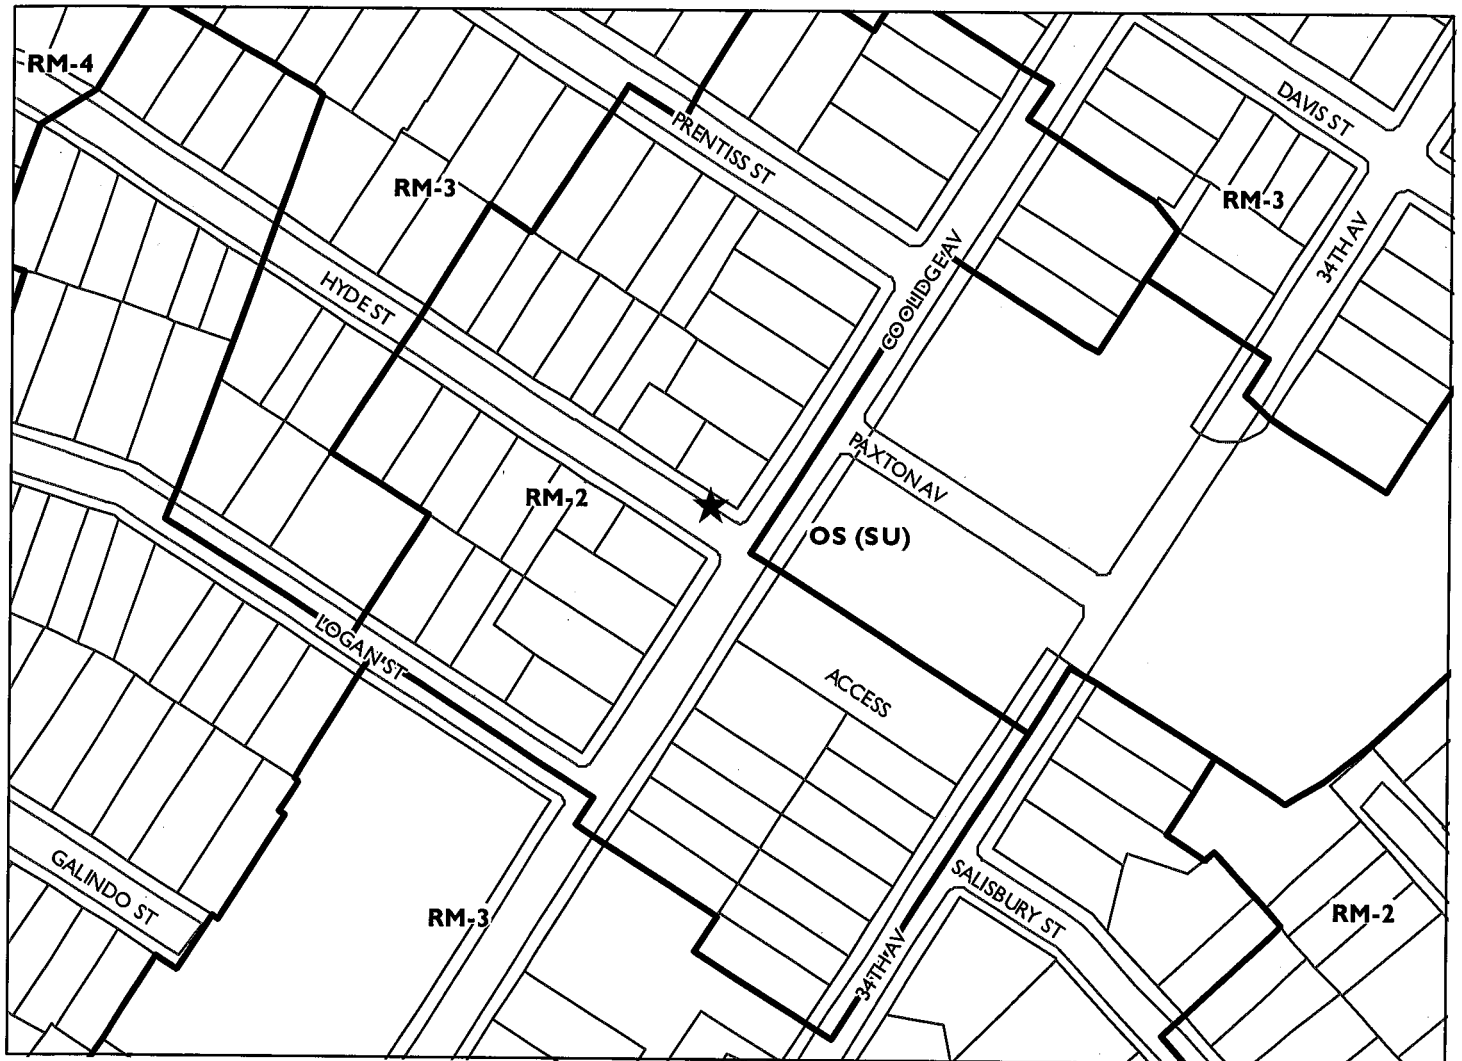 RM-4
DAVIS ST
PRENTISS ST
RM-3
RM-3
34TH AV
COOLIDGE AV
HYDE ST
PAXTON AV
RM-2
OS (SU)
LOGAN ST
ACCESS
GALINDO ST
SALISBURY ST
RM-3
RM-2
34TH AV